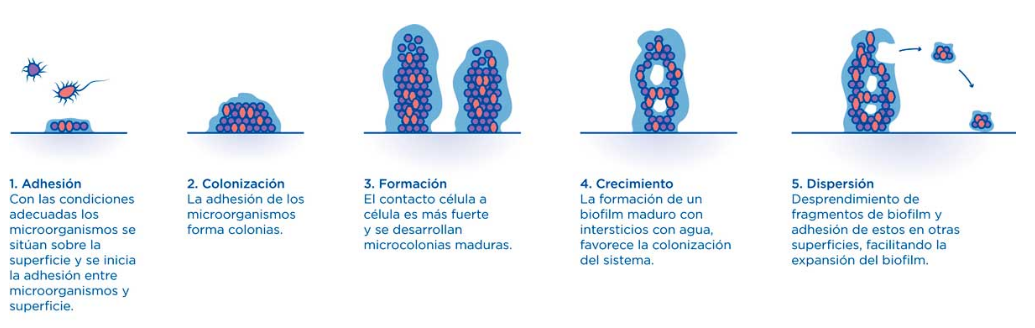 1. Adhesión
Con las condiciones
adecuadas los
microorganismos se
sitúan sobre la
superficie y se inicia
la adhesión entre
microorganismos y
superficie.
2. Colonización
La adhesión de los
microorganismos
forma colonias.
3. Formación
El contacto célula a
célula es más fuerte
y se desarrollan
microcolonias maduras.
4. Crecimiento
La formación de un
biofilm maduro con
intersticios con agua,
favorece la colonización
del sistema.
5. Dispersión
Desprendimiento de
fragmentos de biofilm y
adhesión de estos en otras
superficies, facilitando la
expansión del biofilm.